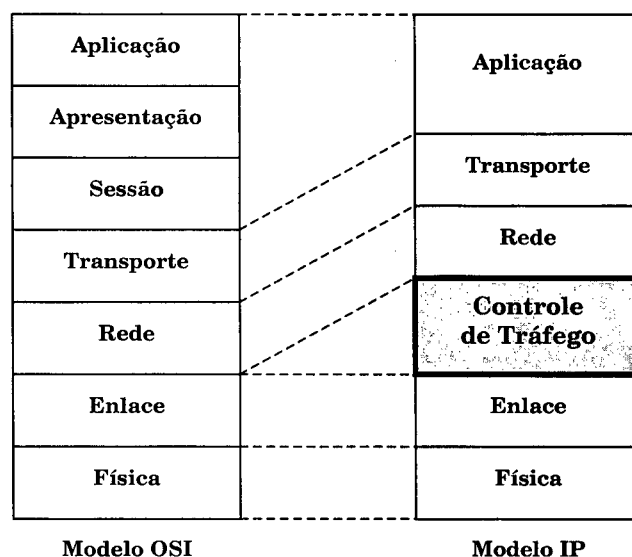 Aplicação
Apresentação
Sessão
Transporte
Rede
Enlace
Física
Modelo OSI
Aplicação
Transporte
Rede
Controle
de Tráfego
Enlace
Física
Modelo IP